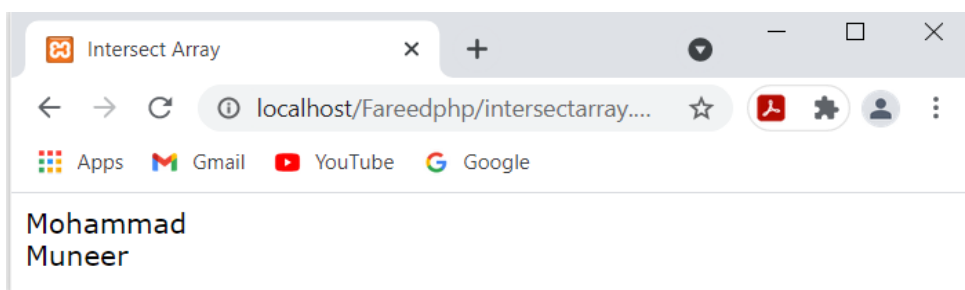 Intersect Array
localhost/Fareedphp/intersectarray....
Apps Gmail YouTube Google
Mohammad
Muneer